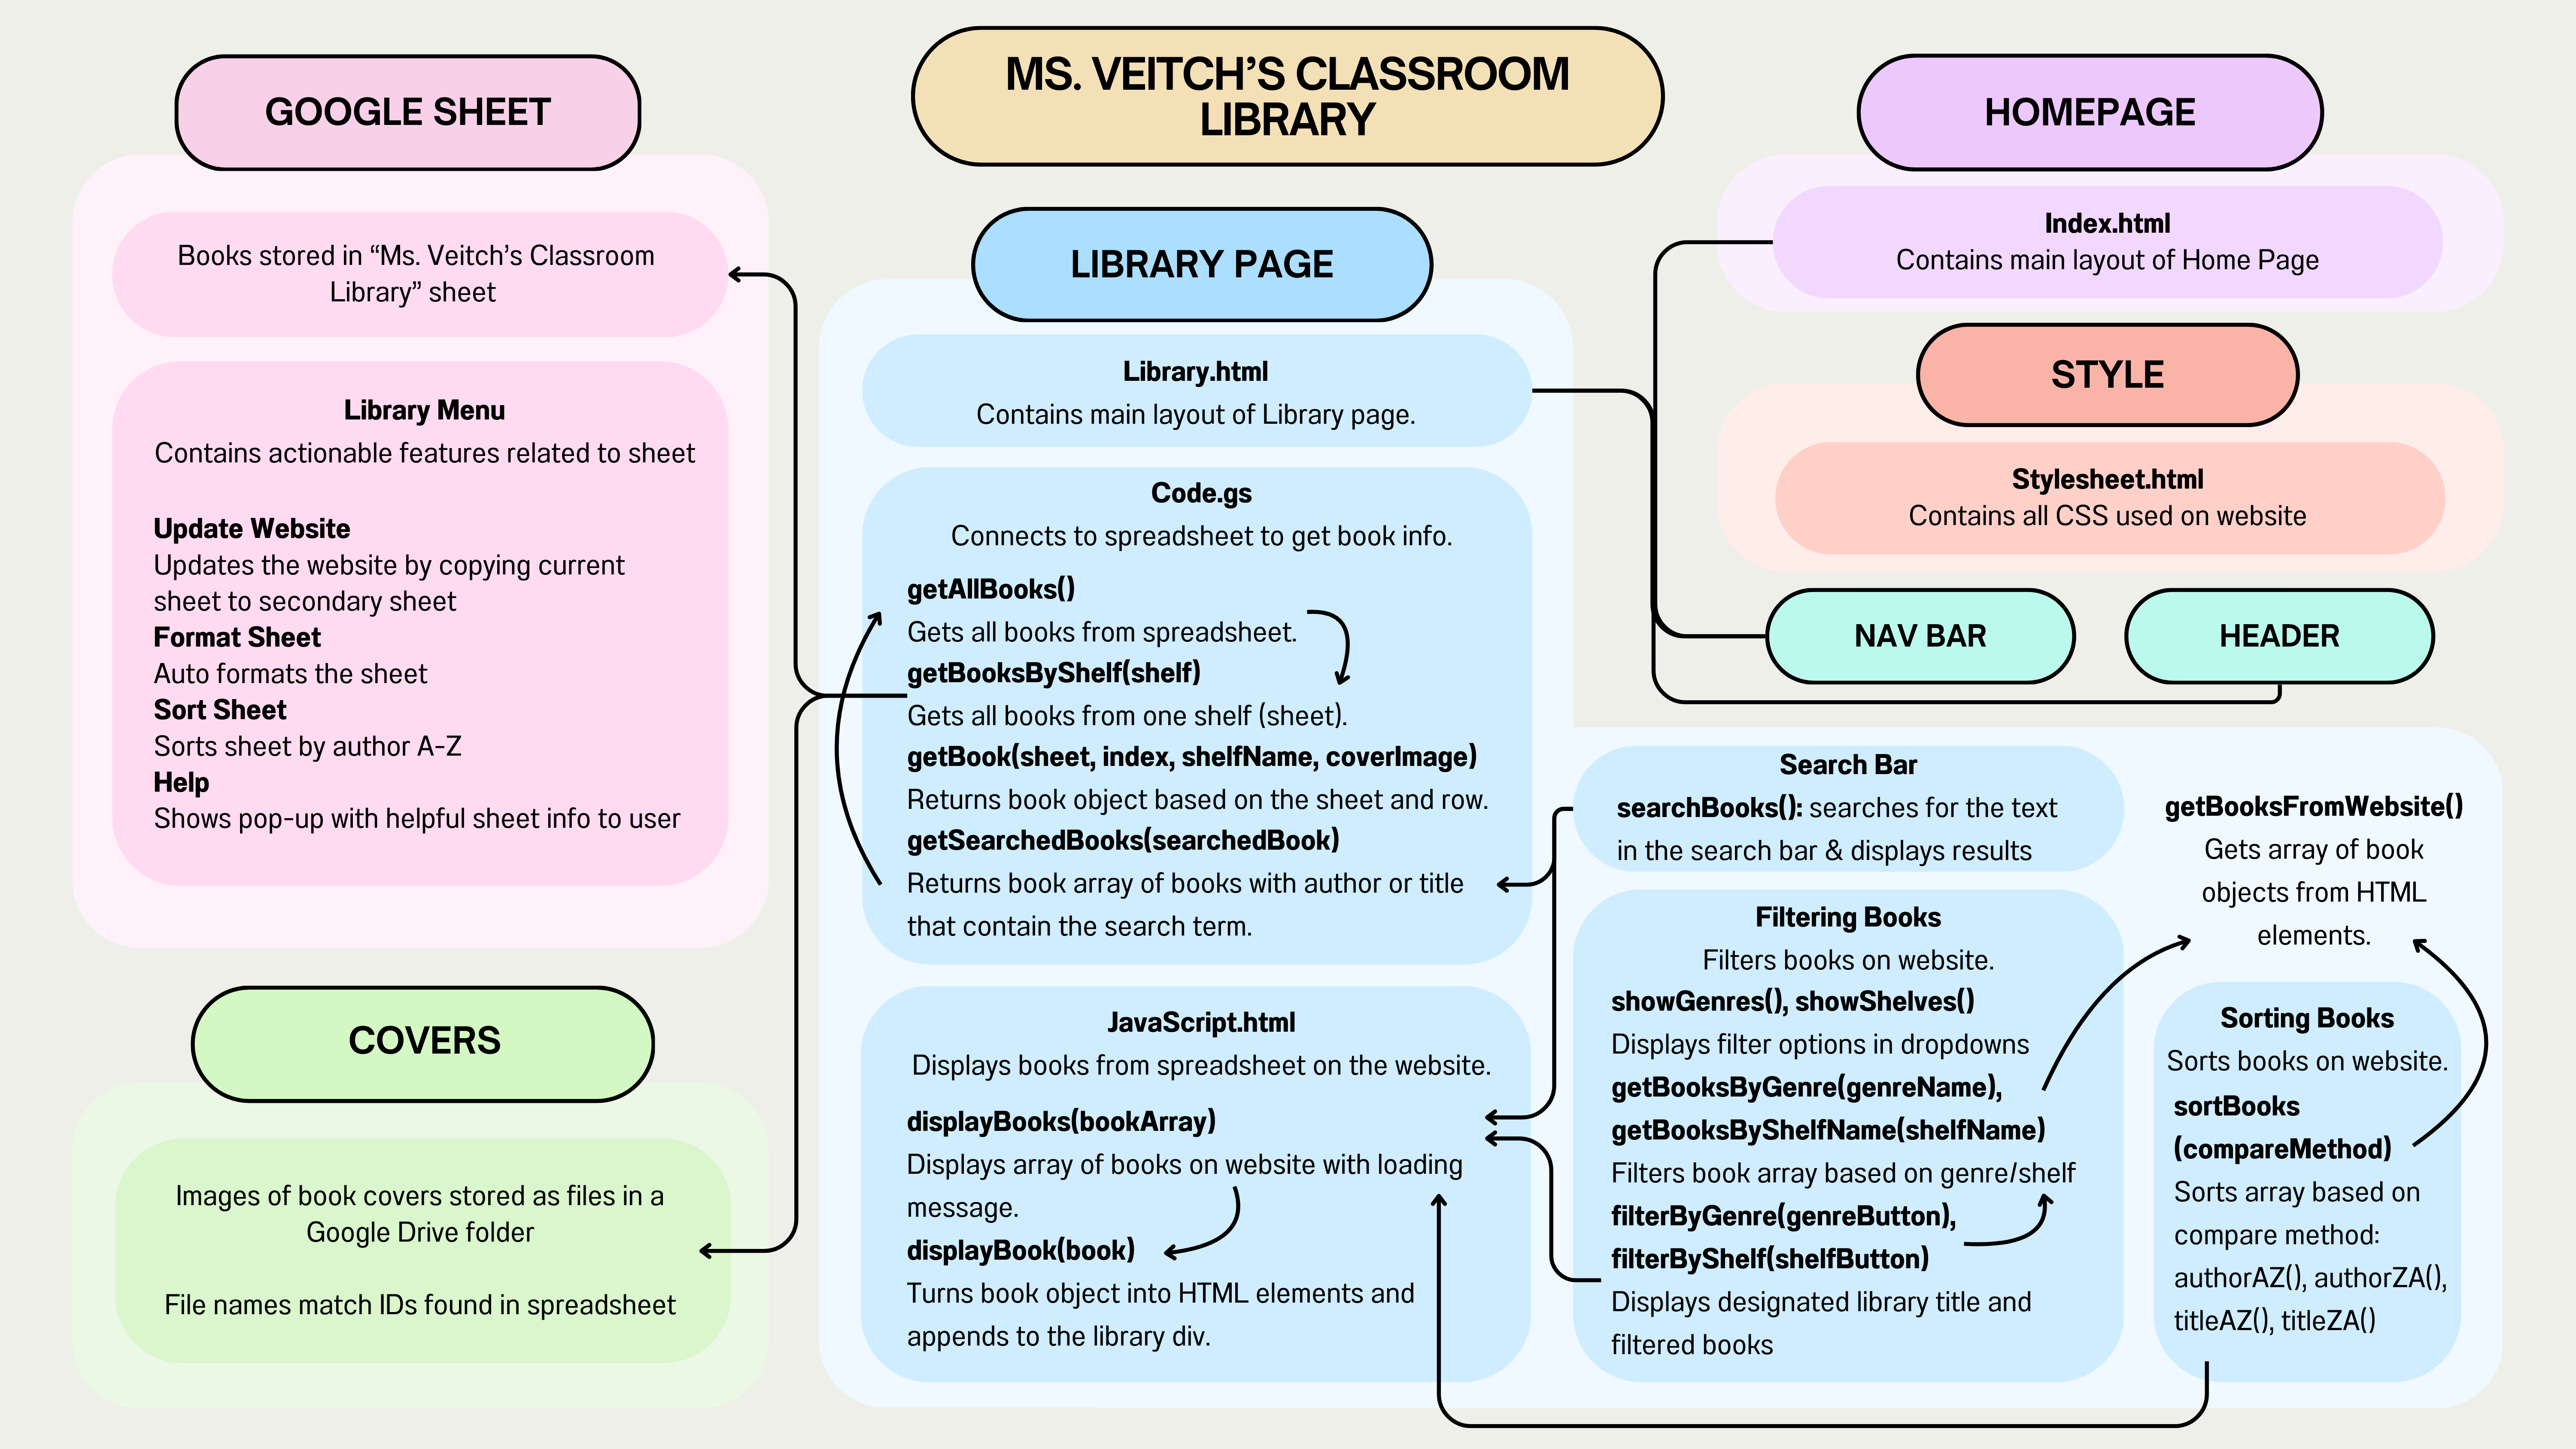 MS. VEITCH’S CLASSROOM
LIBRARY
GOOGLE SHEET
Books stored in “Ms. Veitch’s Classroom
Library” sheet
Library Menu
Contains actionable features related to sheet
Update Website
Updates the website by copying current
sheet to secondary sheet
Format Sheet
Auto formats the sheet
Sort Sheet
Sorts sheet by author A-Z
Help
Shows pop-up with helpful sheet info to user
COVERS
Images of book covers stored as files in a
Google Drive folder
File names match IDs found in spreadsheet
LIBRARY PAGE
Library.html
Contains main layout of Library page.
Code.gs
Connects to spreadsheet to get book info.
getAllBooks()
Gets all books from spreadsheet.
getBooksByShelf(shelf)
Gets all books from one shelf (sheet).
getBook(sheet, index, shelfName, coverImage)
Returns book object based on the sheet and row.
getSearchedBooks(searchedBook)
Returns book array of books with author or title
that contain the search term.
JavaScript.html
Displays books from spreadsheet on the website.
displayBooks(bookArray)
Displays array of books on website with loading
message.
displayBook(book)
Turns book object into HTML elements and
appends to the library div.
HOMEPAGE
Index.html
Contains main layout of Home Page
STYLE
Stylesheet.html
Contains all CSS used on website
NAV BAR
HEADER
Search Bar
searchBooks(): searches for the text
in the search bar & displays results
Filtering Books
Filters books on website.
showGenres(), showShelves()
Displays filter options in dropdowns
getBooksByGenre(genreName),
getBooksByShelfName(shelfName)
Filters book array based on genre/shelf
filterByGenre(genreButton),
filterByShelf(shelfButton)
Displays designated library title and
filtered books
getBooksFromWebsite()
Gets array of book
objects from HTML
elements.
Sorting Books
Sorts books on website.
sortBooks
(compareMethod)
Sorts array based on
compare method:
authorAZ(), authorZA(),
titleAZ(), titleZA()